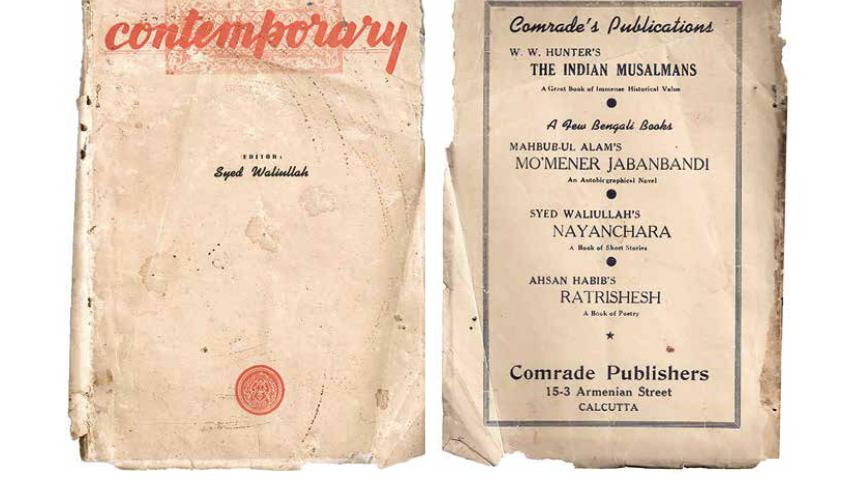 contemporary
EDITOR:
Syed Waliullah
Comrade's Publications
W. W. HUNTER'S
THE INDIAN MUSALMANS
A Great Book of Immense Historical Value
A Few Bengali Books
MAHBUB-UL ALAM'S
MO'MENER JABANBANDI
An Autobiographical Novel
SYED WALIULLAH'S
NAYANCHARA
A Book of Short Stories
AHSAN HABIB'S
RATRISHESH
A Book of Poetry
Comrade Publishers
15-3 Armenian Street
CALCUTTA